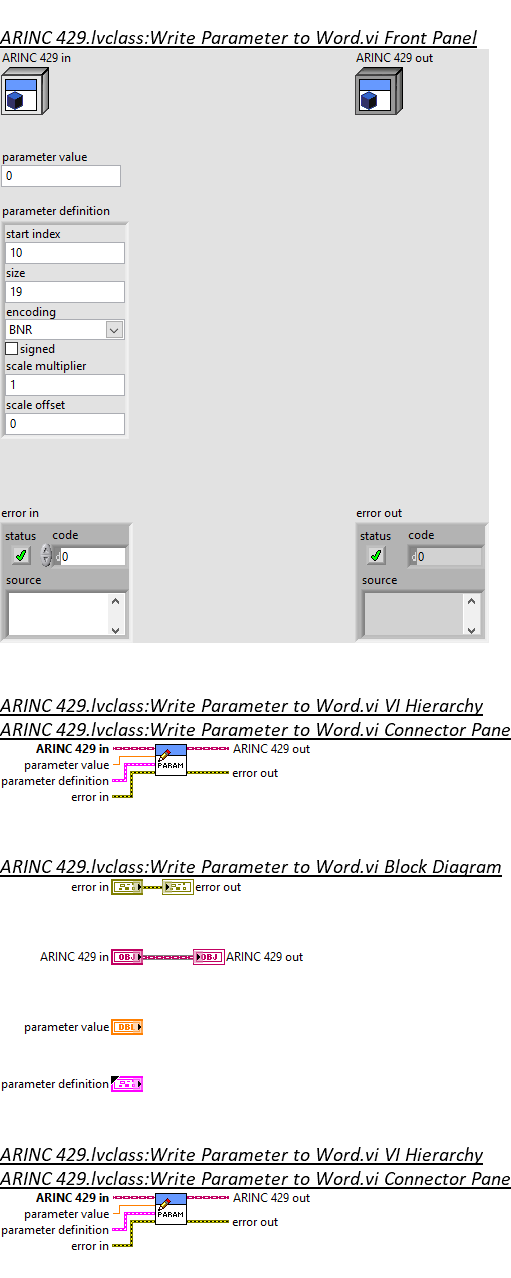 ARINC 429.lvclass:Write Parameter to Word.vi Front Panel
ARINC 429 in ARINC 429 out
parameter value
0
parameter definition
start index
10
size
19
encoding
BNR
signed
scale multiplier
1
scale offset
0
error in error out
status code status code
d0 d0
source source
ARINC 429.lvclass:Write Parameter to Word.vi VI Hierarchy
ARINC 429.lvclass:Write Parameter to Word.vi Connector Pane
ARINC 429 in ARINC 429 out
parameter value PARAM
parameter definition error out
error in
ARINC 429.lvclass:Write Parameter to Word.vi Block Diagram
error in error out
ARINC 429 in OBJ OBJ ARINC 429 out
parameter value DBL
parameter definition
ARINC 429.lvclass:Write Parameter to Word.vi VI Hierarchy
ARINC 429.lvclass:Write Parameter to Word.vi Connector Pane
ARINC 429 in ARINC 429 out
parameter value PARAM
parameter definition error out
error in